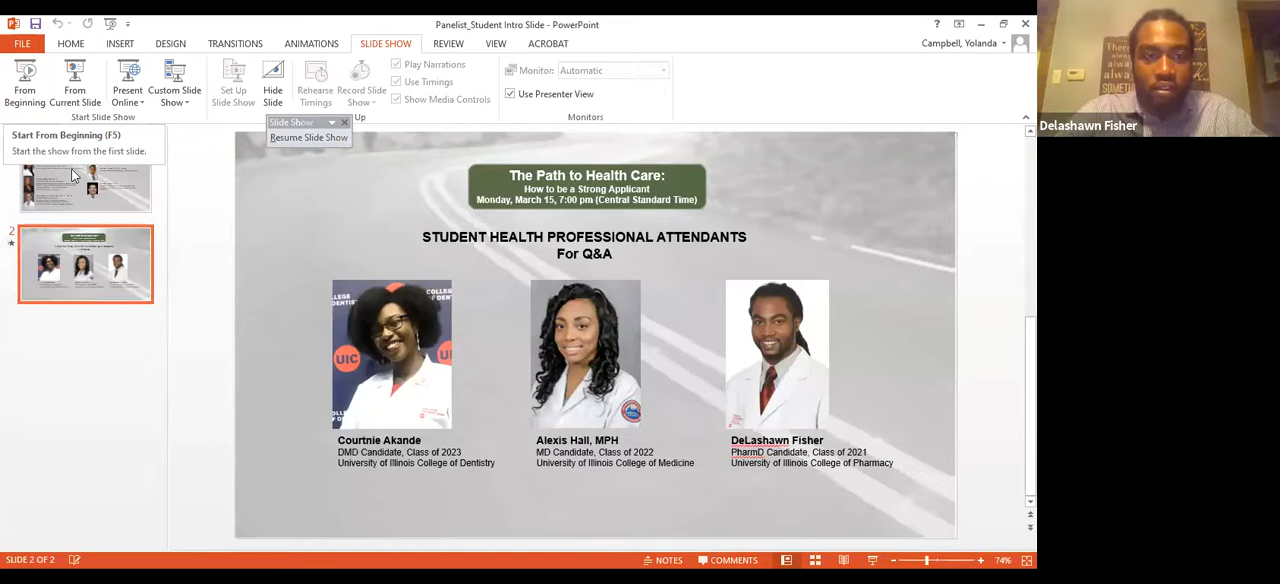 Panelist_Student Intro Slide - PowerPoint
?
FILE
HOME
INSERT
DESIGN
TRANSITIONS
ANIMATIONS
SLIDE SHOW
REVIEW
VIEW
ACROBAT
Campbell, Yolanda
From Beginning
From Current Slide
Present Online
Custom Slide Show
Set Up Slide Show
Hide Slide
Rehearse Timings
Record Slide Show
Play Narrations
Use Timings
Show Media Controls
Monitor: Automatic
Use Presenter View
Start Slide Show
Up
Monitors
Slide Show
Resume Slide Show
Start From Beginning (F5)
Start the show from the first slide.
2
The Path to Health Care:
How to be a Strong Applicant
Monday, March 15, 7:00 pm (Central Standard Time)
STUDENT HEALTH PROFESSIONAL ATTENDANTS
For Q&A
UIC
Courtnie Akande
DMD Candidate, Class of 2023
University of Illinois College of Dentistry
Alexis Hall, MPH
MD Candidate, Class of 2022
University of Illinois College of Medicine
DeLashawn Fisher
PharmD Candidate, Class of 2021
University of Illinois College of Pharmacy
SLIDE 2 OF 2
NOTES
COMMENTS
74%
Delashawn Fisher